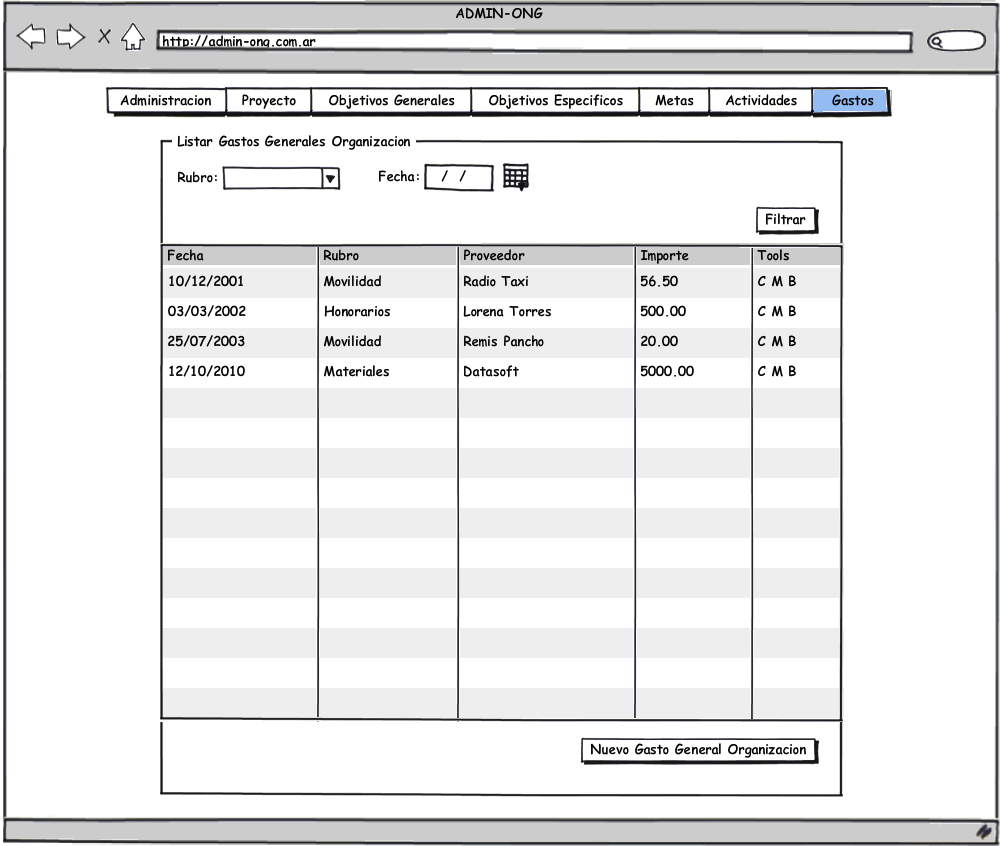 ADMIN-ONG
X
http://admin-ong.com.ar
Administracion Proyecto Objetivos Generales Objetivos Especificos Metas Actividades Gastos
Listar Gastos Generales Organizacion
Rubro: Fecha: / /
Filtrar
Fecha Rubro Proveedor Importe Tools
10/12/2001 Movilidad Radio Taxi 56.50 C M B
03/03/2002 Honorarios Lorena Torres 500.00 C M B
25/07/2003 Movilidad Remis Pancho 20.00 C M B
12/10/2010 Materiales Datasoft 5000.00 C M B
Nuevo Gasto General Organizacion